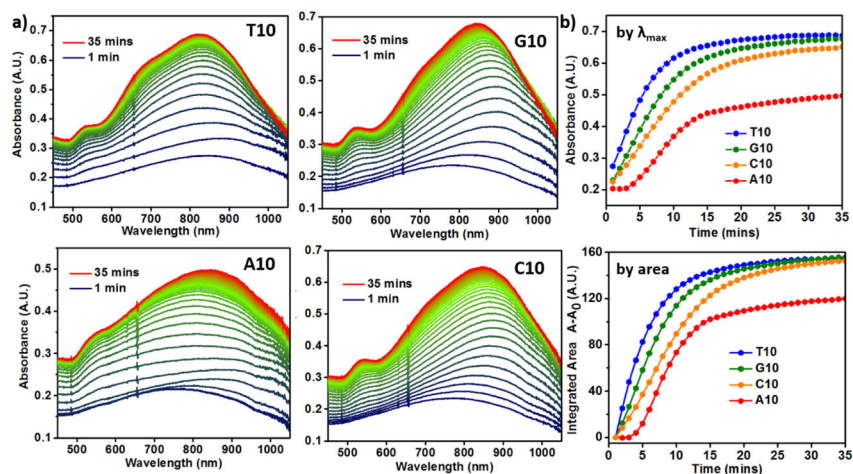 a)
T10
35 mins
1 min
Absorbance (A.U.)
0.7
0.6
0.5
0.4
0.3
0.2
0.1
500 600 700 800 900 1000
Wavelength (nm)
G10
35 mins
1 min
0.7
0.6
0.5
0.4
0.3
0.2
0.1
500 600 700 800 900 1000
Wavelength (nm)
b)
by λmax
Absorbance (A.U.)
0.7
0.6
0.5
0.4
0.3
0.2
T10
G10
C10
A10
0 5 10 15 20 25 30 35
Time (mins)
A10
35 mins
1 min
Absorbance (A.U.)
0.5
0.4
0.3
0.2
0.1
500 600 700 800 900 1000
Wavelength (nm)
C10
35 mins
1 min
0.7
0.6
0.5
0.4
0.3
0.2
0.1
500 600 700 800 900 1000
Wavelength (nm)
by area
Integrated Area A-A0 (A.U.)
160
120
80
40
0
T10
G10
C10
A10
0 5 10 15 20 25 30 35
Time (mins)